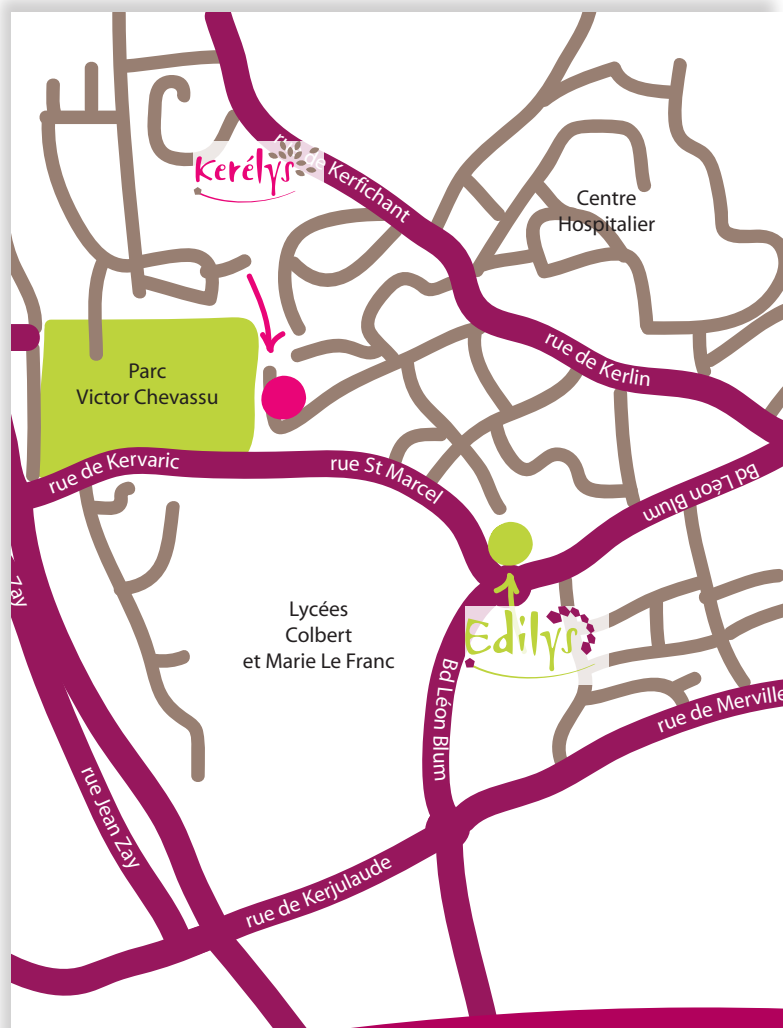 Kerélys
rue de Kerfichant
Centre
Hospitalier
rue de Kerlin
Parc
Victor Chevassu
rue de Kervaric
rue St Marcel
Bd Léon Blum
Zay
Lycées
Colbert
et Marie Le Franc
Edilys
Bd Léon Blum
rue de Merville
rue Jean Zay
rue de Kerjulaude